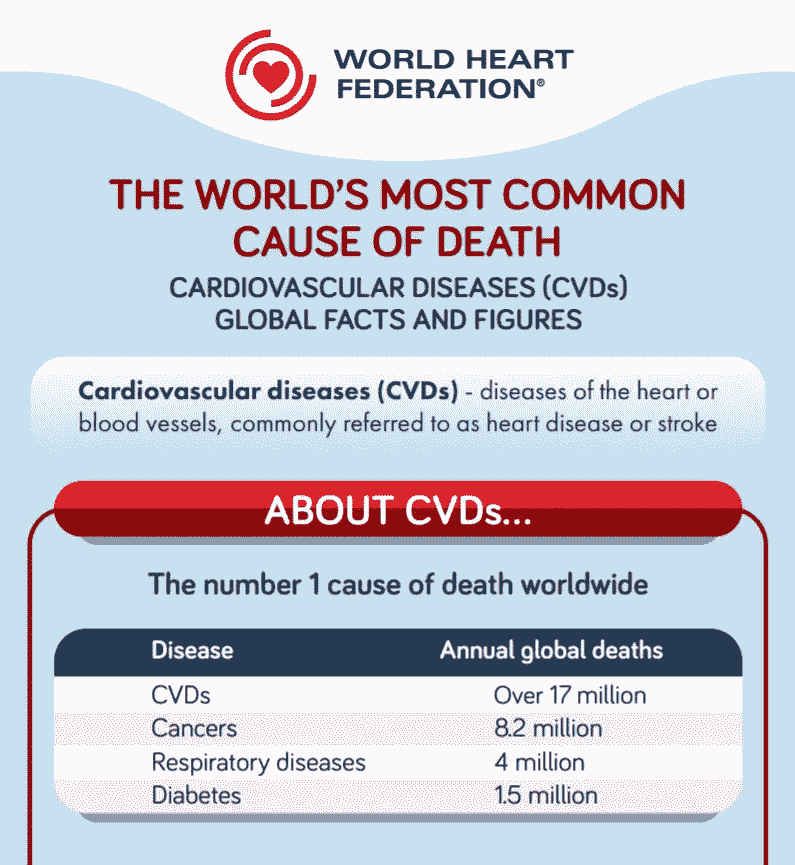 WORLD HEART
FEDERATION®
THE WORLD'S MOST COMMON
CAUSE OF DEATH
CARDIOVASCULAR DISEASES (CVDs)
GLOBAL FACTS AND FIGURES
Cardiovascular diseases (CVDs) - diseases of the heart or
blood vessels, commonly referred to as heart disease or stroke
ABOUT CVDs...
The number 1 cause of death worldwide
Disease Annual global deaths
CVDs Over 17 million
Cancers 8.2 million
Respiratory diseases 4 million
Diabetes 1.5 million